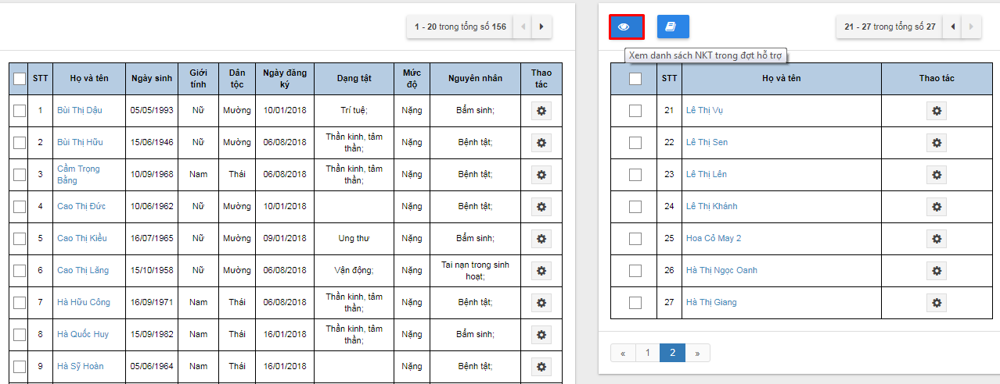 1 - 20 trong tổng số 156
STT Họ và tên Ngày sinh Giới tính Dân tộc Ngày đăng ký Dạng tật Mức độ Nguyên nhân Thao tác
1 Bùi Thị Dậu 05/05/1993 Nữ Mường 10/01/2018 Trí tuệ; Nặng Bẩm sinh;
2 Bùi Thị Hữu 15/06/1946 Nữ Mường 06/08/2018 Thần kinh, tâm thần; Nặng Bệnh tật;
3 Cầm Trọng Bằng 10/09/1968 Nam Thái 06/08/2018 Thần kinh, tâm thần; Nặng Bệnh tật;
4 Cao Thị Đức 10/06/1962 Nữ Mường 10/01/2018 Nặng Bệnh tật;
5 Cao Thị Kiều 16/07/1965 Nữ Mường 09/01/2018 Ung thư Nặng Bẩm sinh;
6 Cao Thị Lăng 15/10/1958 Nữ Mường 06/08/2018 Vận động; Nặng Tai nạn trong sinh hoạt;
7 Hà Hữu Công 16/09/1971 Nam Thái 06/08/2018 Thần kinh, tâm thần; Nặng Bệnh tật;
8 Hà Quốc Huy 15/09/1982 Nam Thái 16/01/2018 Thần kinh, tâm thần; Nặng Bẩm sinh;
9 Hà Sỹ Hoàn 05/06/1964 Nam Thái 16/01/2018 Nặng Bệnh tật;
21 - 27 trong tổng số 27
Xem danh sách NKT trong đợt hỗ trợ
STT Họ và tên Thao tác
21 Lê Thị Vụ
22 Lê Thị Sen
23 Lê Thị Lên
24 Lê Thị Khánh
25 Hoa Cỏ May 2
26 Hà Thị Ngọc Oanh
27 Hà Thị Giang
« 1 2 »